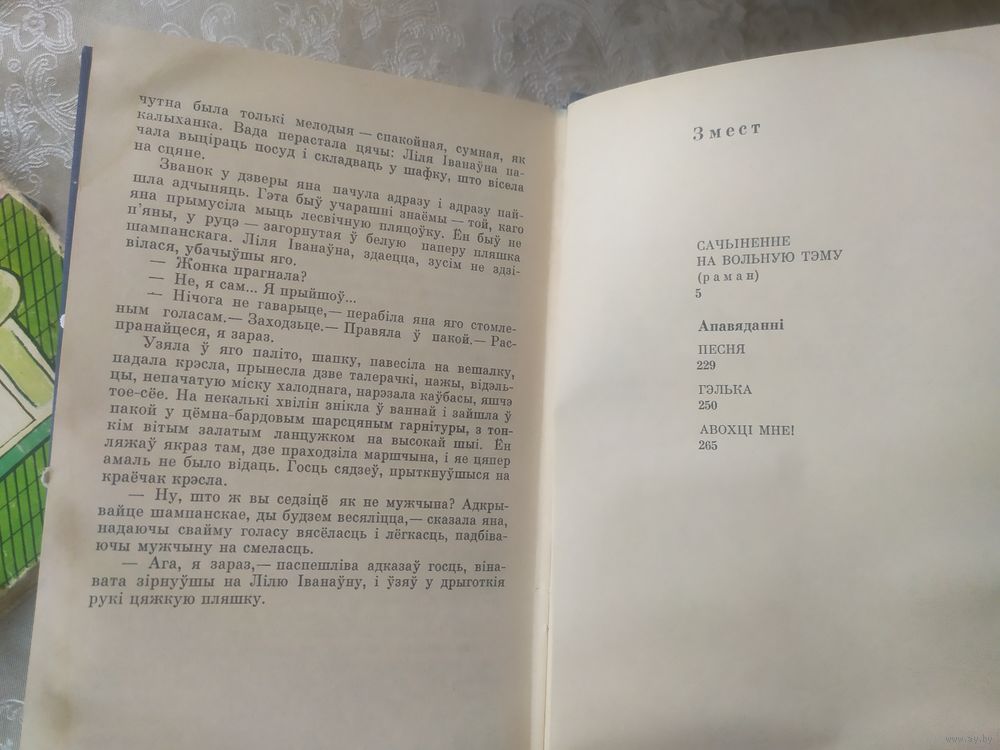 чутна была толькі мелодыя — спакойная, сумная, як
калыханка. Вада перастала цячы: Ліля Іванаўна па-
чала выціраць посуд і складваць у шафку, што вісела
на сцяне.
Званок у дзверы яна пачула адразу і адразу пай-
шла адчыняць. Гэта быў учарашні знаёмы — той, каго
яна прымусіла мыць лесвічную пляцоўку. Ён быў не
п'яны, у руцэ — загорнутая ў белую паперу пляшка
шампанскага. Ліля Іванаўна, здаецца, зусім не здзі-
вілася, убачыўшы яго.
— Жонка прагнала?
— Не, я сам... Я прыйшоў...
— Нічога не гаварыце,— перабіла яна яго стомле-
ным голасам.— Заходзьце.— Правяла ў пакой.— Рас-
пранайцеся, я зараз.
Узяла ў яго паліто, шапку, павесіла на вешалку,
падала крэсла, прынесла дзве талерачкі, нажы, відэль-
цы, непачатую міску халоднага, нарэзала каўбасы, яшчэ
тое-сёе. На некалькі хвілін знікла ў ваннай і зайшла ў
пакой у цёмна-бардовым шарсцяным гарнітуры, з тон-
кім вітым залатым ланцужком на высокай шыі. Ён
ляжаў якраз там, дзе праходзіла маршчына, і яе цяпер
амаль не было відаць. Госць сядзеў, прыткнуўшыся на
краёчак крэсла.
— Ну, што ж вы седзіцё як не мужчына? Адкры-
вайце шампанскае, ды будзем весяліцца,— сказала яна,
надаючы свайму голасу вясёласць і лёгкасць, падбіва-
ючы мужчыну на смеласць.
— Ага, я зараз,— паспешліва адказаў госць, віна-
вата зірнуўшы на Лілю Іванаўну, і ўзяў у дрыготкія
рукі цяжкую пляшку.
Змест
САЧЫНЕННЕ
НА ВОЛЬНУЮ ТЭМУ
(раман)
5
Апавяданні
ПЕСНЯ
229
ГЭЛЬКА
250
АВОХЦІ МНЕ!
265
www.ay.by